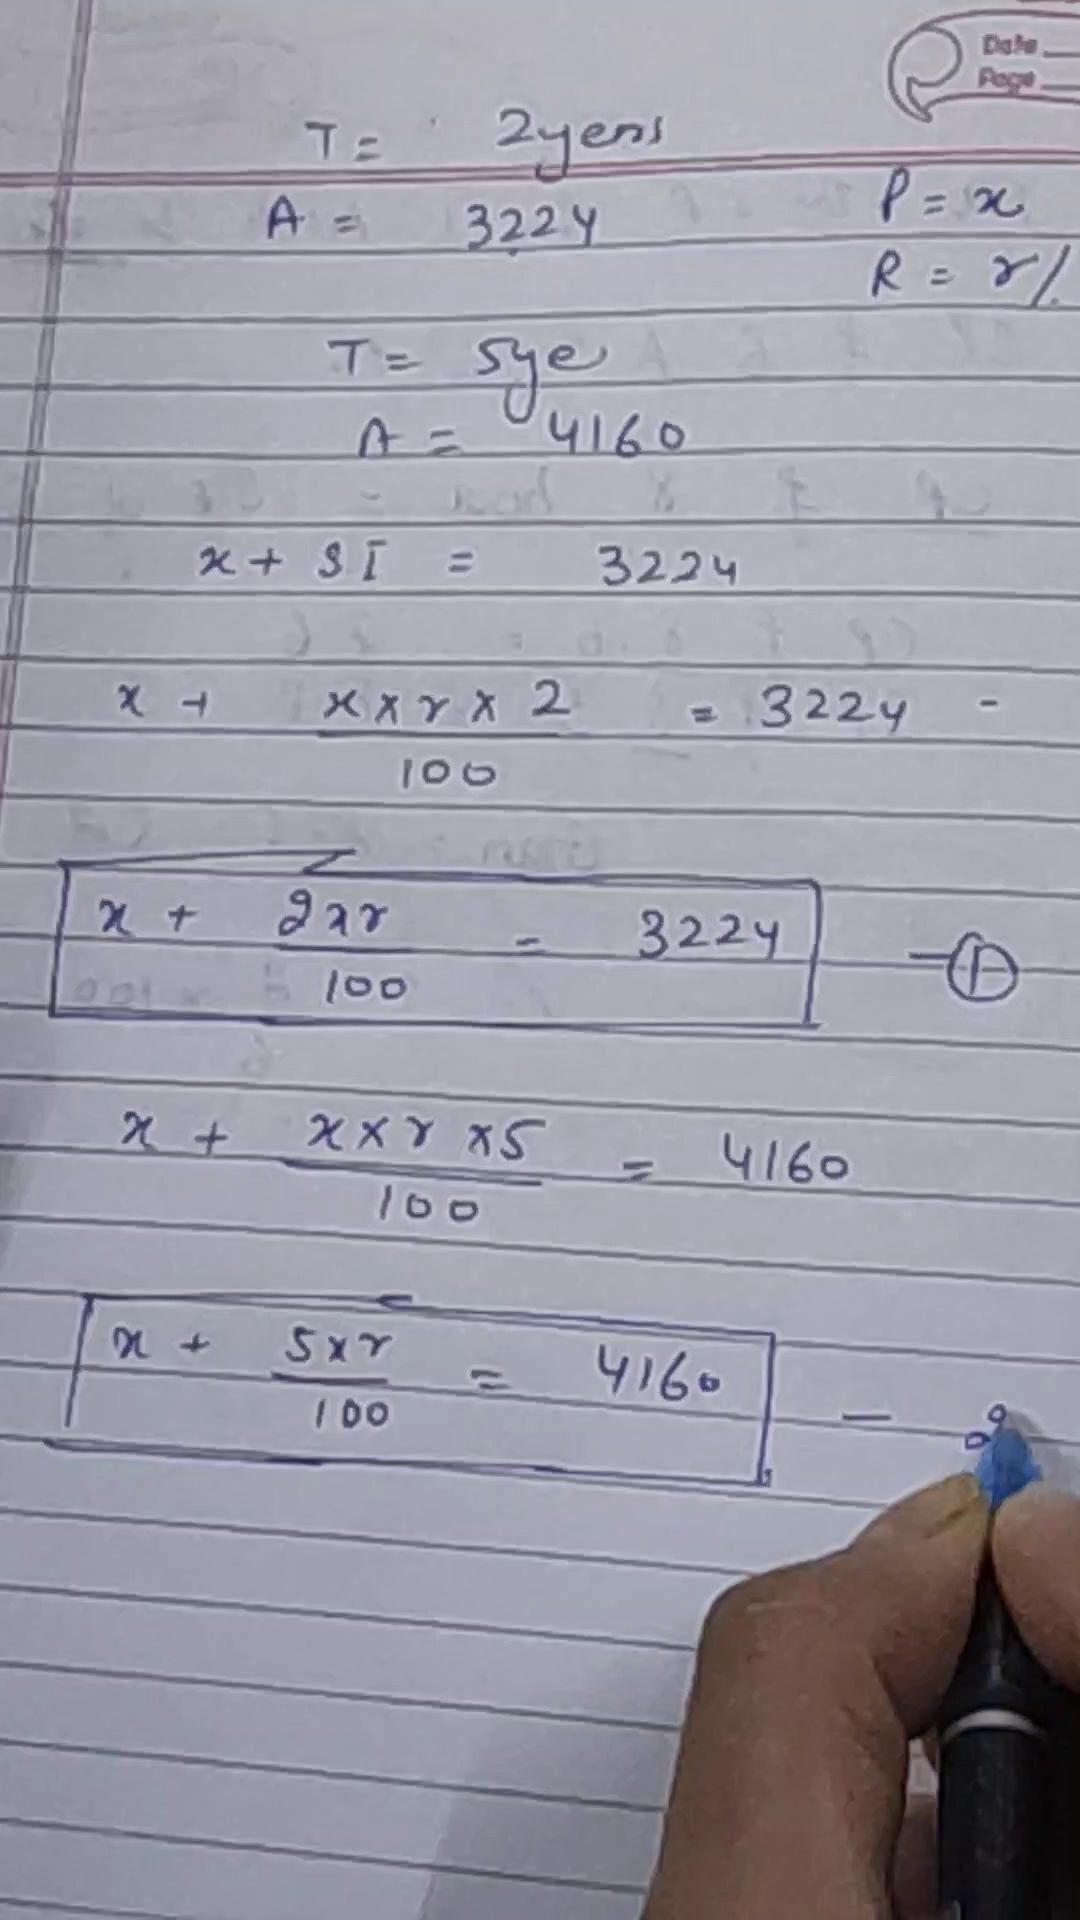 Date
Page
T = 2yers
A = 3224
P = x
R = r%
T = 5ye
A = 4160
x + SI = 3224
x + x × r × 2 = 3224 -
100
x + 2xr = 3224 - 1
100
x + x × r × 5 = 4160
100
x + 5xr = 4160 -
100